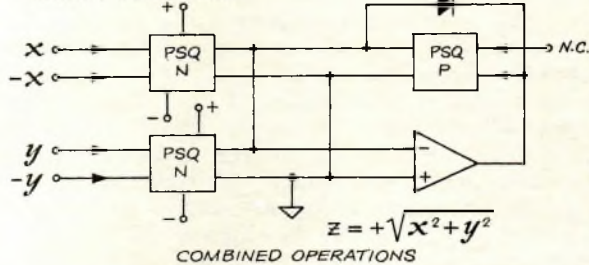 +
x
-x
PSQ
N
PSQ
P
N.C.
-
+
y
-y
PSQ
N
-
+
-
z = +√x² + y²
COMBINED OPERATIONS